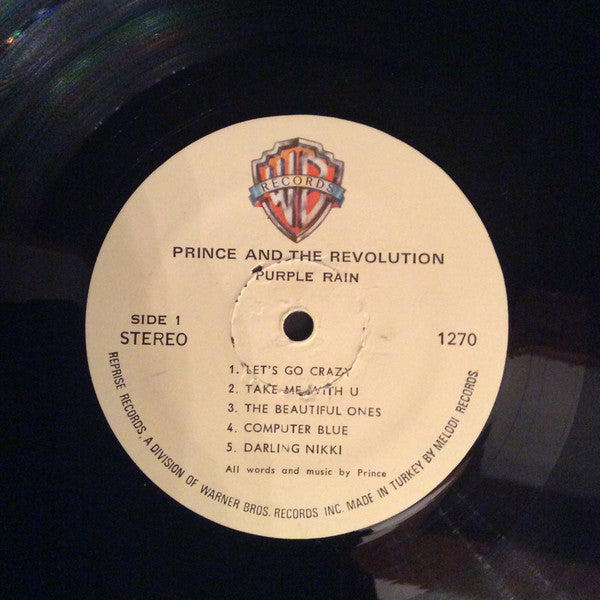 WB
RECORDS
PRINCE AND THE REVOLUTION
PURPLE RAIN
SIDE 1
STEREO
1270
1. LET'S GO CRAZY
2. TAKE ME WITH U
3. THE BEAUTIFUL ONES
4. COMPUTER BLUE
5. DARLING NIKKI
All words and music by Prince
REPRISE RECORDS, A DIVISION OF WARNER BROS. RECORDS INC. MADE IN TURKEY BY MELODI RECORDS.